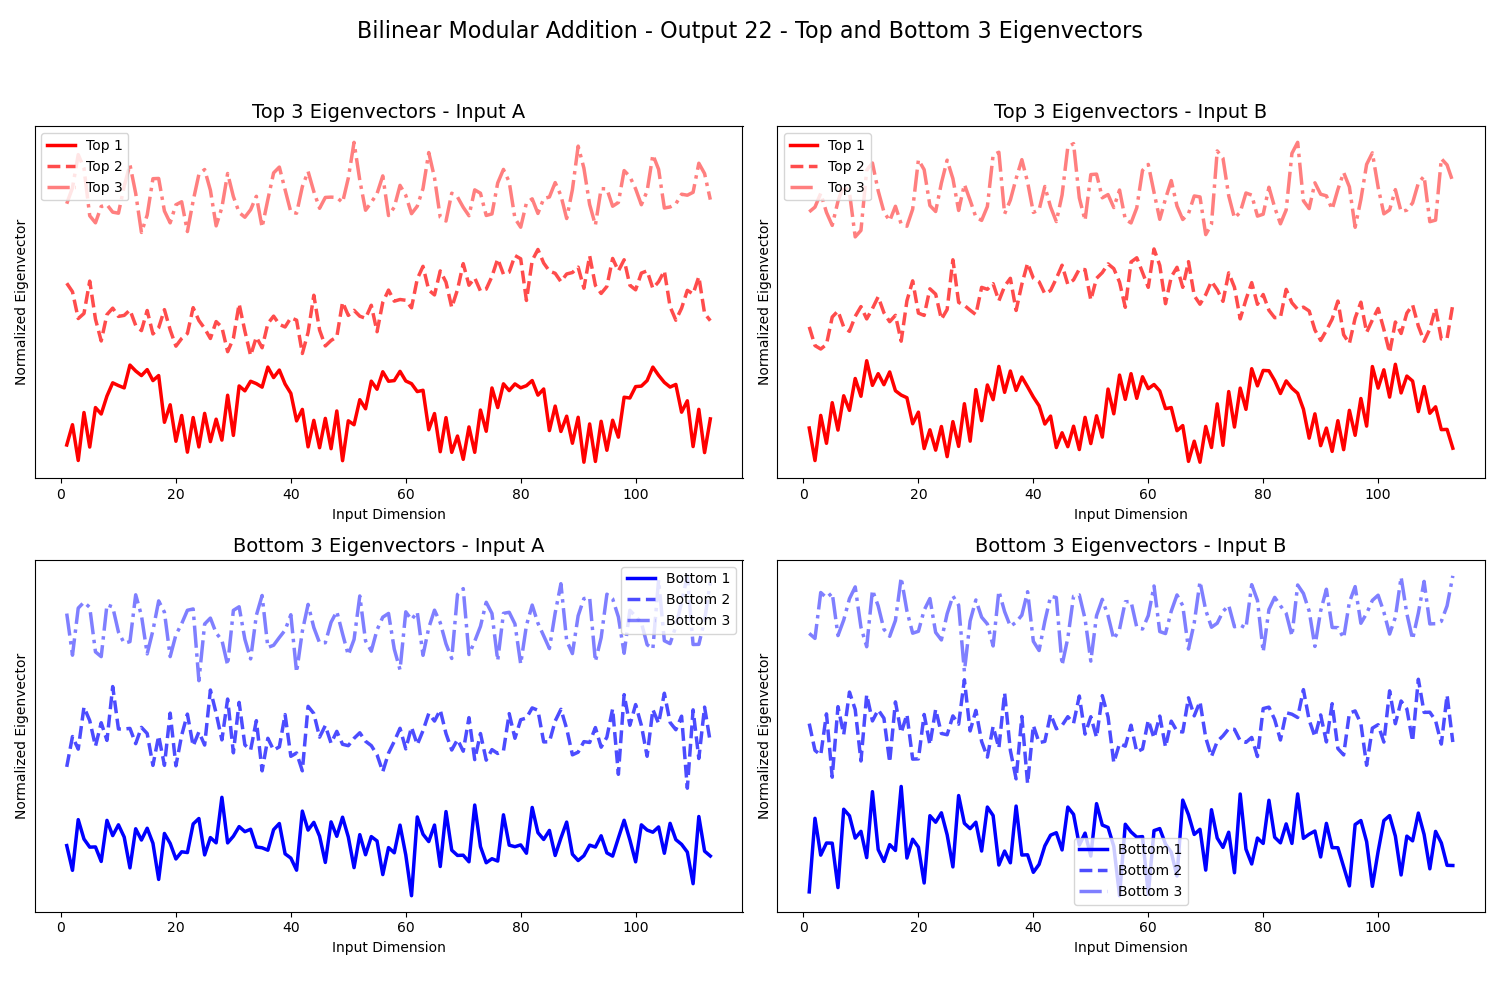 Bilinear Modular Addition - Output 22 - Top and Bottom 3 Eigenvectors
Top 3 Eigenvectors - Input A
Normalized Eigenvector
Top 1
Top 2
Top 3
0 20 40 60 80 100
Input Dimension
Top 3 Eigenvectors - Input B
Normalized Eigenvector
Top 1
Top 2
Top 3
0 20 40 60 80 100
Input Dimension
Bottom 3 Eigenvectors - Input A
Normalized Eigenvector
Bottom 1
Bottom 2
Bottom 3
0 20 40 60 80 100
Input Dimension
Bottom 3 Eigenvectors - Input B
Normalized Eigenvector
Bottom 1
Bottom 2
Bottom 3
0 20 40 60 80 100
Input Dimension